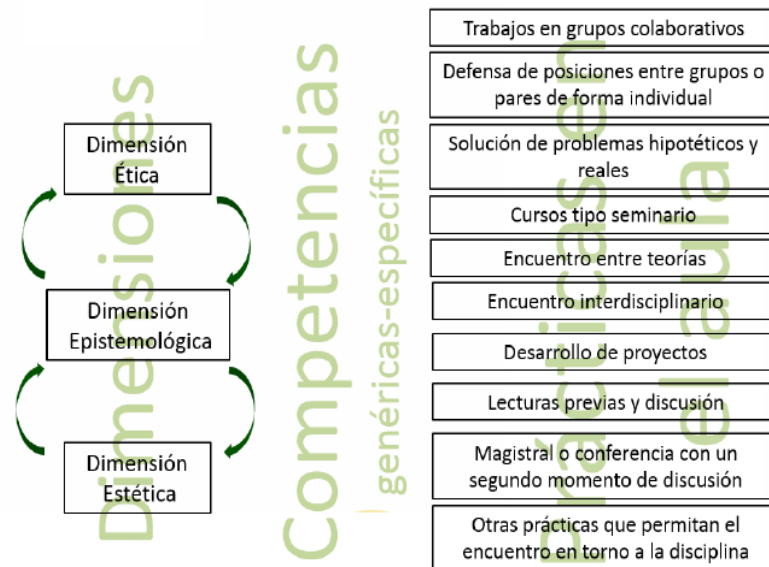 Dimensiones
Dimensión
Ética
Dimensión
Epistemológica
Dimensión
Estética
Competencias
genéricas-específicas
Prácticas en
el aula
Trabajos en grupos colaborativos
Defensa de posiciones entre grupos o
pares de forma individual
Solución de problemas hipotéticos y
reales
Cursos tipo seminario
Encuentro entre teorías
Encuentro interdisciplinario
Desarrollo de proyectos
Lecturas previas y discusión
Magistral o conferencia con un
segundo momento de discusión
Otras prácticas que permitan el
encuentro en torno a la disciplina